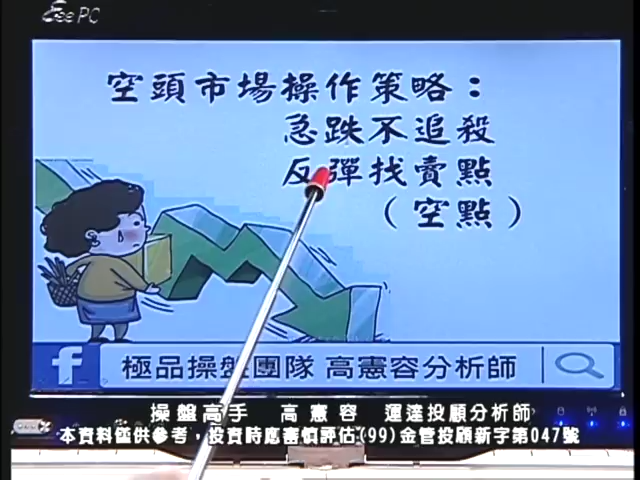 Eee PC
空頭市場操作策略：
急跌不追殺
反彈找賣點
（空點）
f 極品操盤團隊 高憲容分析師
操盤高手 高憲容 運達投顧分析師
本資料僅供參考，投資時應審慎評估(99)金管投顧新字第047號